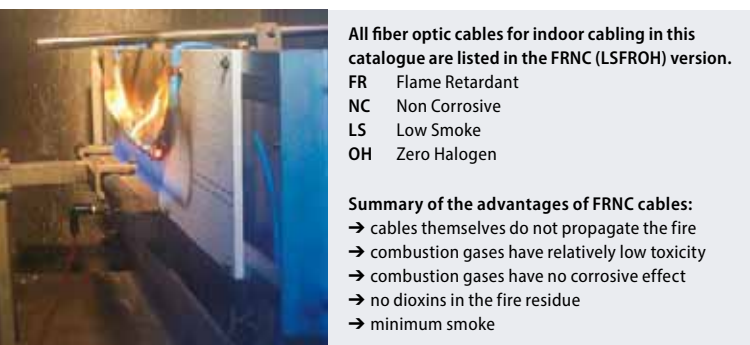 All fiber optic cables for indoor cabling in this
catalogue are listed in the FRNC (LSFROH) version.
FR Flame Retardant
NC Non Corrosive
LS Low Smoke
OH Zero Halogen
Summary of the advantages of FRNC cables:
➔ cables themselves do not propagate the fire
➔ combustion gases have relatively low toxicity
➔ combustion gases have no corrosive effect
➔ no dioxins in the fire residue
➔ minimum smoke